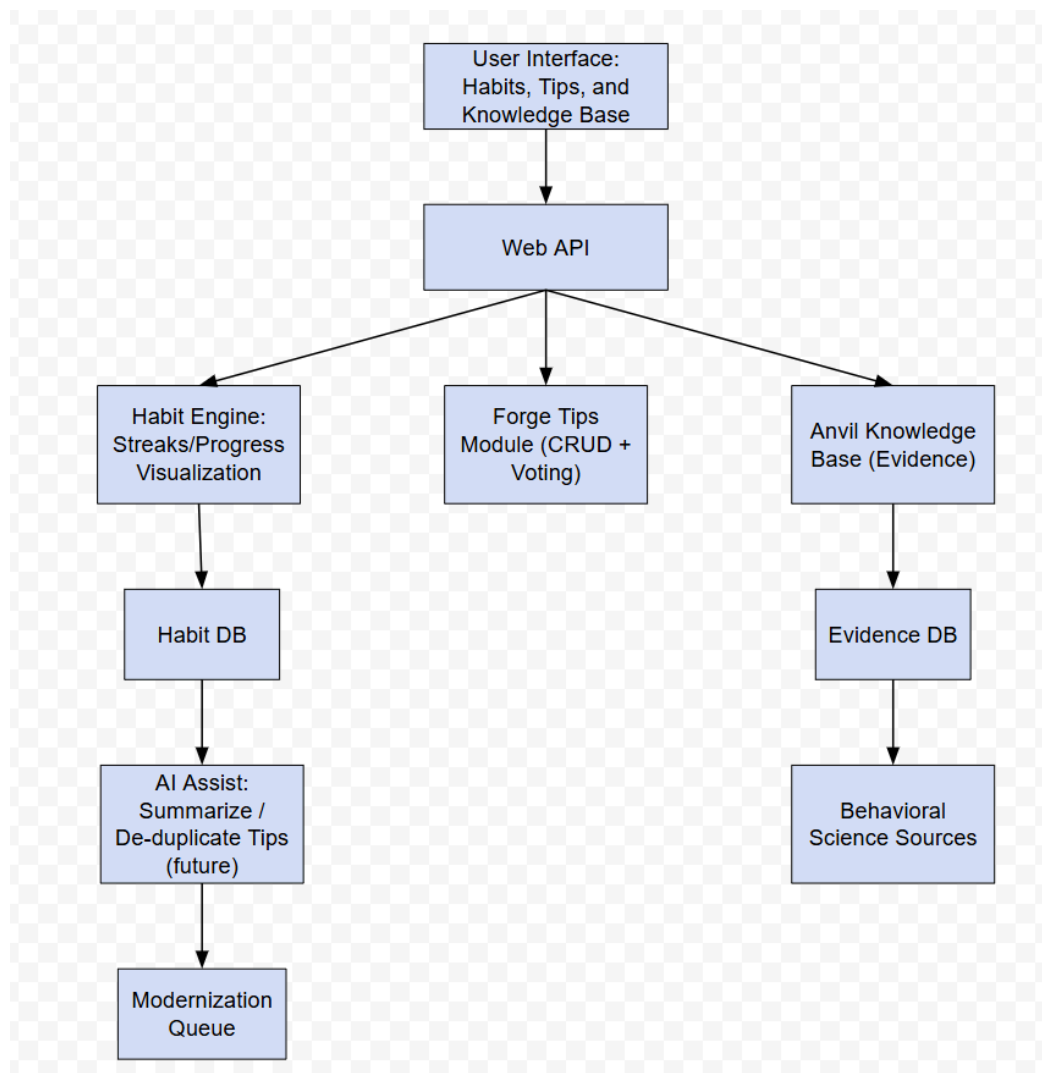 User Interface:
Habits, Tips, and
Knowledge Base
Web API
Habit Engine:
Streaks/Progress
Visualization
Forge Tips
Module (CRUD +
Voting)
Anvil Knowledge
Base (Evidence)
Habit DB
Evidence DB
AI Assist:
Summarize /
De-duplicate Tips
(future)
Behavioral
Science Sources
Modernization
Queue